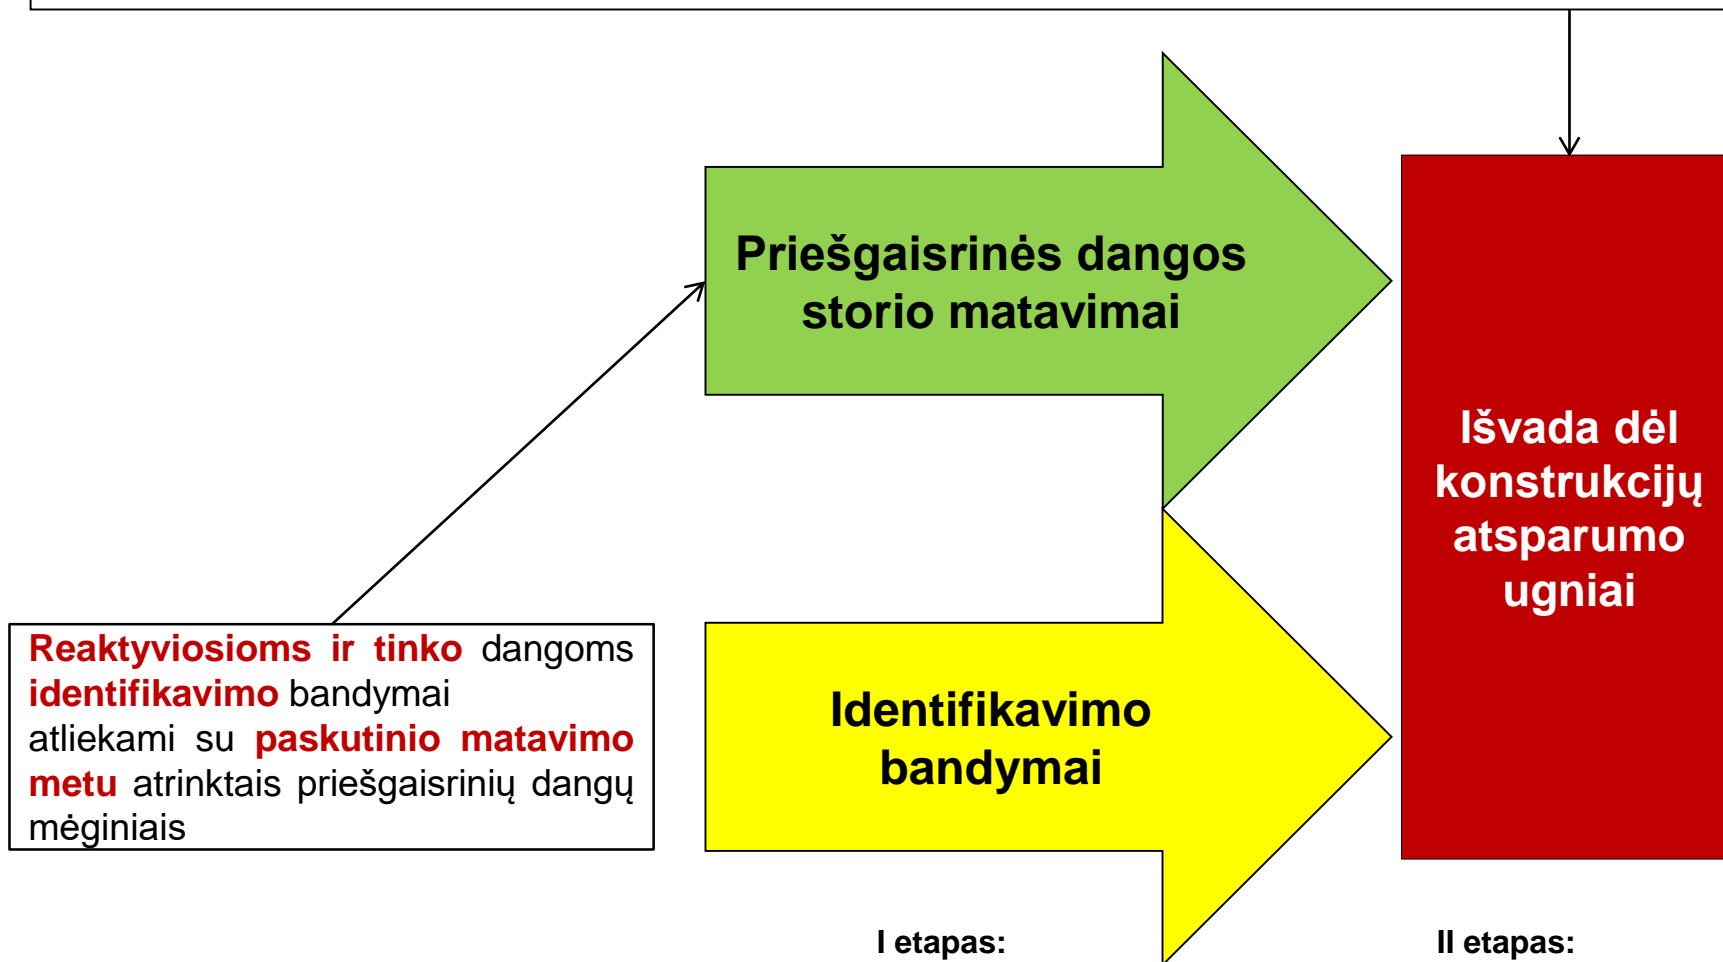 Priešgaisrinės dangos
storio matavimai
Išvada dėl
konstrukcijų
atsparumo
ugniai
Reaktyviosioms ir tinko dangoms
identifikavimo bandymai
atliekami su paskutinio matavimo
metu atrinktais priešgaisrinių dangų
mėginiais
Identifikavimo
bandymai
I etapas:
II etapas: